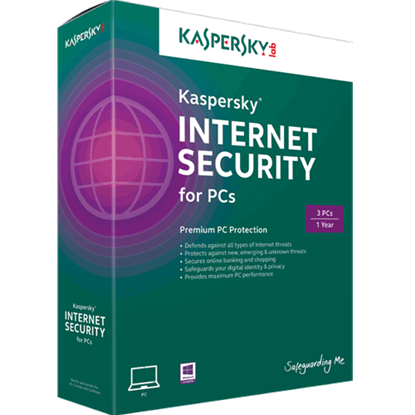 KASPERSKY lab
KASPERSKY lab
Kaspersky®
INTERNET
SECURITY
for PCs
3 PCs
1 Year
Premium PC Protection
• Defends against all types of Internet threats
• Protects against new, emerging & unknown threats
• Secures online banking and shopping
• Safeguards your digital identity & privacy
• Provides maximum PC performance
Kaspersky®
INTERNET
SECURITY
for PCs
PC
Safeguarding Me